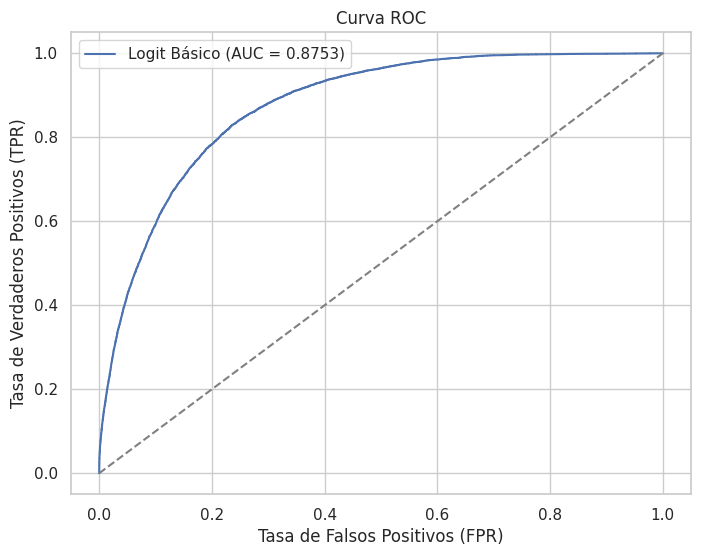 Curva ROC
Logit Básico (AUC = 0.8753)
1.0
0.8
0.6
0.4
0.2
0.0
Tasa de Verdaderos Positivos (TPR)
0.0 0.2 0.4 0.6 0.8 1.0
Tasa de Falsos Positivos (FPR)